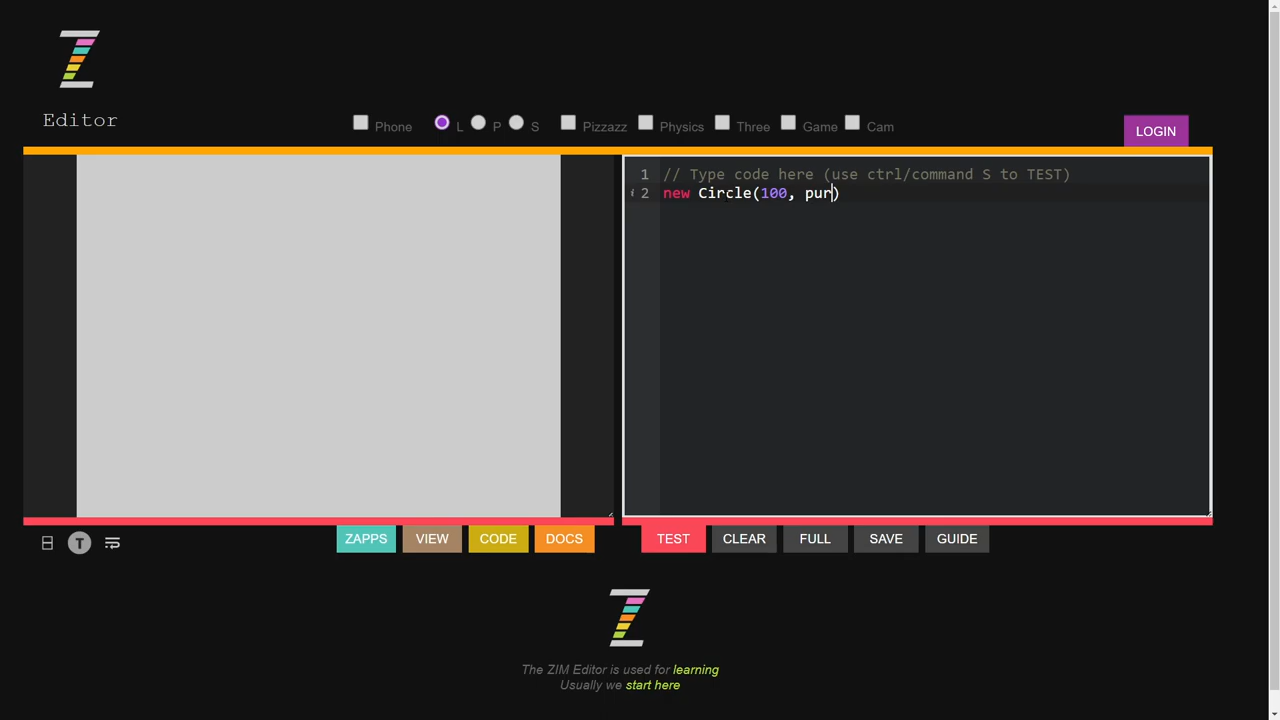 Editor
Phone L P S Pizzazz Physics Three Game Cam
LOGIN
1 // Type code here (use ctrl/command S to TEST)
2 new Circle(100, pur)
T
ZAPPS VIEW CODE DOCS TEST CLEAR FULL SAVE GUIDE
The ZIM Editor is used for learning
Usually we start here